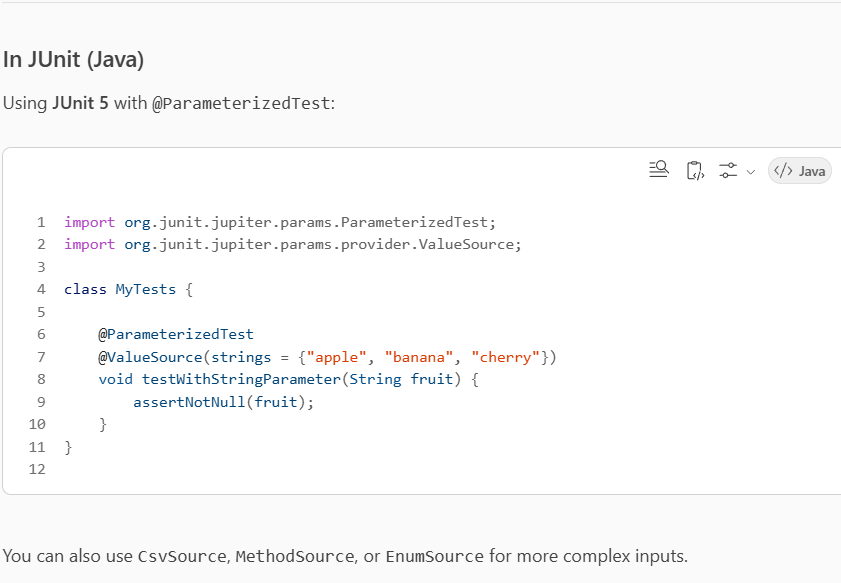 In JUnit (Java)
Using JUnit 5 with @ParameterizedTest:
</> Java
1 import org.junit.jupiter.params.ParameterizedTest;
2 import org.junit.jupiter.params.provider.ValueSource;
3
4 class MyTests {
5
6     @ParameterizedTest
7     @ValueSource(strings = {"apple", "banana", "cherry"})
8     void testWithStringParameter(String fruit) {
9         assertNotNull(fruit);
10     }
11 }
12
You can also use CsvSource, MethodSource, or EnumSource for more complex inputs.